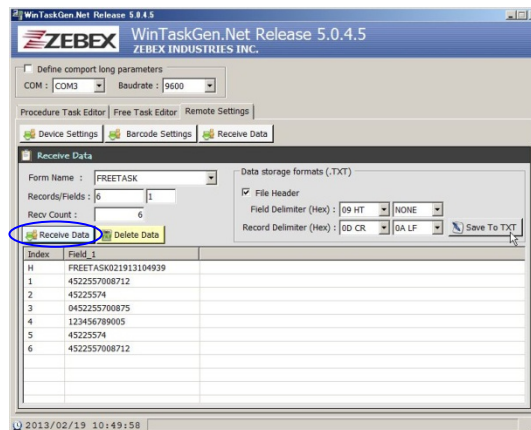 WinTaskGen.Net Release 5.0.4.5
ZEBEX
WinTaskGen.Net Release 5.0.4.5
ZEBEX INDUSTRIES INC.
Define comport long parameters
COM : COM3 Baudrate : 9600
Procedure Task Editor Free Task Editor Remote Settings
Device Settings Barcode Settings Receive Data
Receive Data
Form Name : FREETASK
Records/Fields : 6 1
Recv Count : 6
Receive Data Delete Data
Data storage formats (.TXT)
File Header
Field Delimiter (Hex) : 09 HT NONE
Record Delimiter (Hex) : 0D CR 0A LF Save To TXT
Index Field_1
H FREETASK021913104939
1 4522557008712
2 45225574
3 0452255700875
4 123456789005
5 45225574
6 4522557008712
2013/02/19 10:49:58